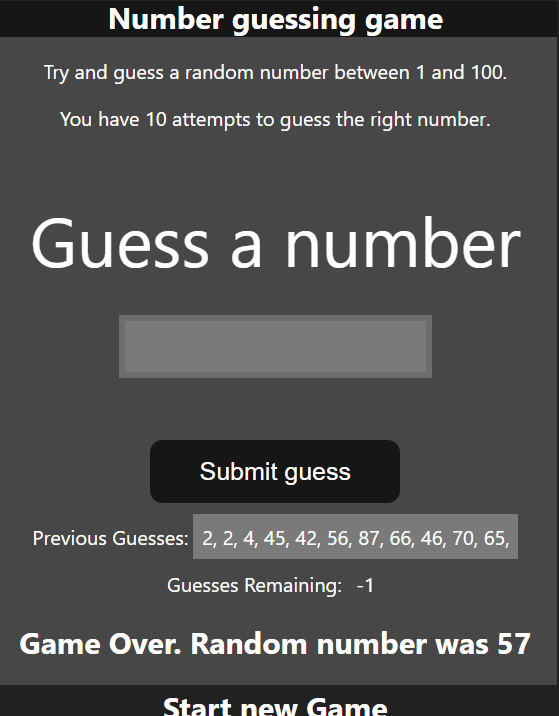 Number guessing game
Try and guess a random number between 1 and 100.
You have 10 attempts to guess the right number.
Guess a number
Submit guess
Previous Guesses: 2, 2, 4, 45, 42, 56, 87, 66, 46, 70, 65,
Guesses Remaining: -1
Game Over. Random number was 57
Start new Game